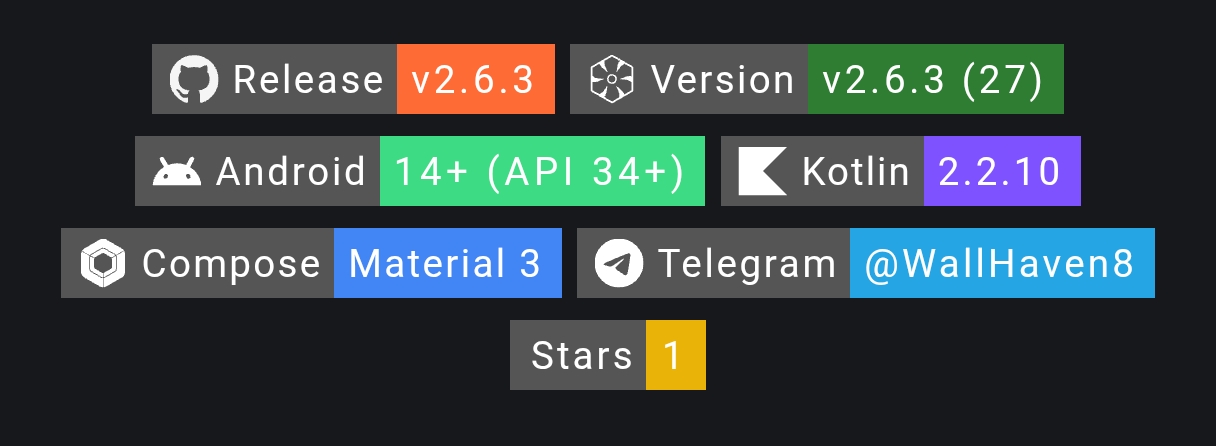 Release v2.6.3 Version v2.6.3 (27)
Android 14+ (API 34+) Kotlin 2.2.10
Compose Material 3 Telegram @WallHaven8
Stars 1